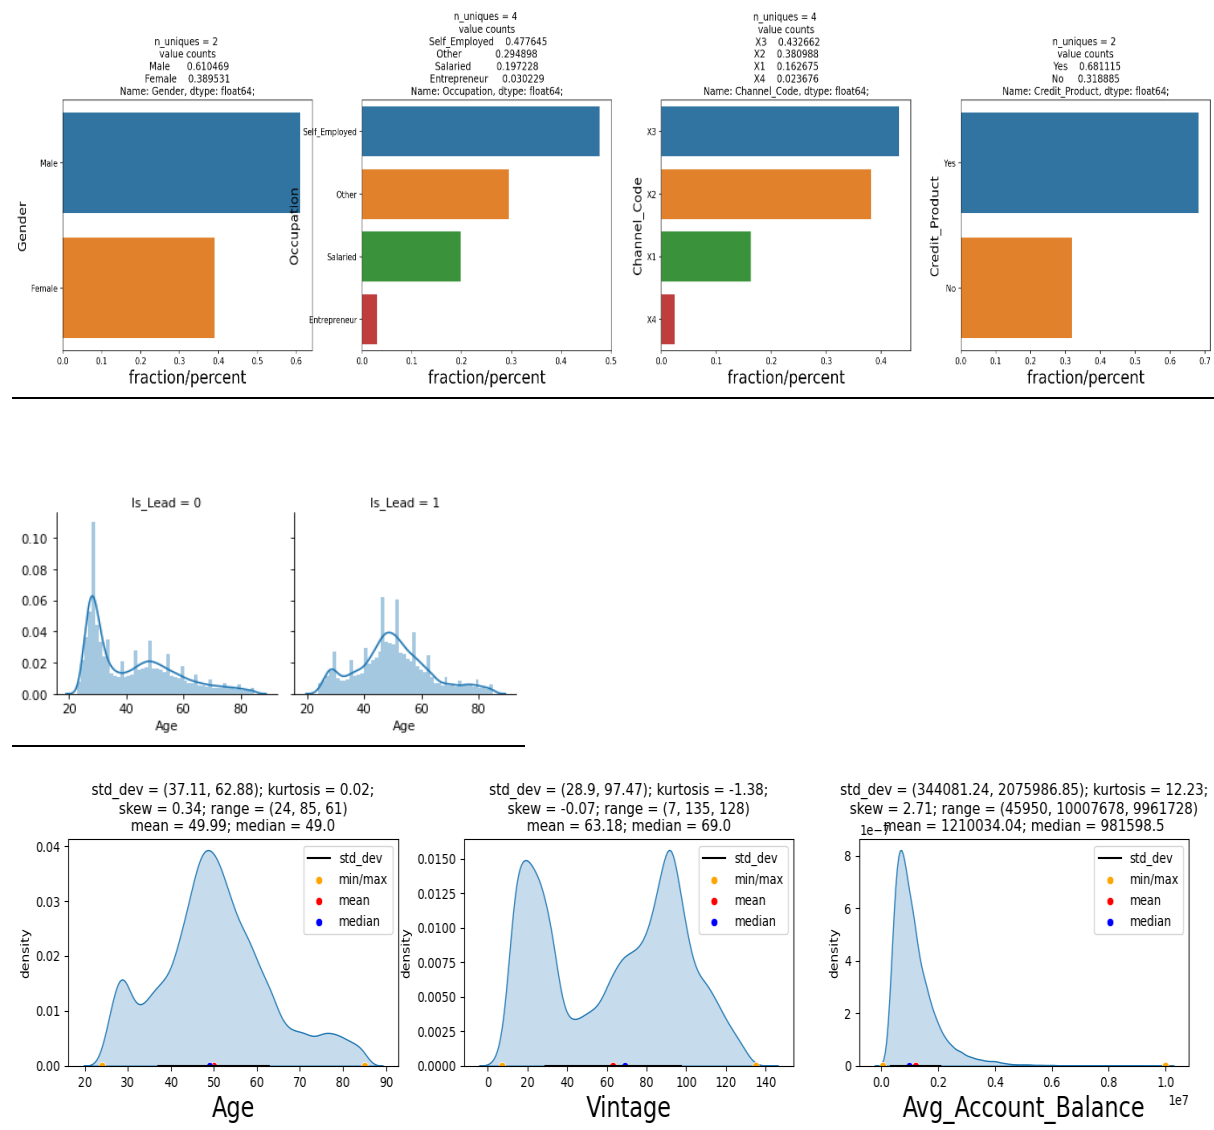 n_uniques = 2
value counts
Male 0.610469
Female 0.389531
Name: Gender, dtype: float64;
Gender
Male
Female
0.0 0.1 0.2 0.3 0.4 0.5 0.6
fraction/percent
n_uniques = 4
value counts
Self_Employed 0.477645
Other 0.294898
Salaried 0.197228
Entrepreneur 0.030229
Name: Occupation, dtype: float64;
Occupation
Self_Employed
Other
Salaried
Entrepreneur
0.0 0.1 0.2 0.3 0.4 0.5
fraction/percent
n_uniques = 4
value counts
X3 0.432662
X2 0.380988
X1 0.162675
X4 0.023676
Name: Channel_Code, dtype: float64;
Channel_Code
X3
X2
X1
X4
0.0 0.1 0.2 0.3 0.4
fraction/percent
n_uniques = 2
value counts
Yes 0.681115
No 0.318885
Name: Credit_Product, dtype: float64;
Credit_Product
Yes
No
0.0 0.1 0.2 0.3 0.4 0.5 0.6 0.7
fraction/percent
Is_Lead = 0
0.10
0.08
0.06
0.04
0.02
0.00
20 40 60 80
Age
Is_Lead = 1
20 40 60 80
Age
std_dev = (37.11, 62.88); kurtosis = 0.02;
skew = 0.34; range = (24, 85, 61)
mean = 49.99; median = 49.0
0.04
0.03
0.02
0.01
0.00
density
std_dev
min/max
mean
median
20 30 40 50 60 70 80 90
Age
std_dev = (28.9, 97.47); kurtosis = -1.38;
skew = -0.07; range = (7, 135, 128)
mean = 63.18; median = 69.0
0.0150
0.0125
0.0100
0.0075
0.0050
0.0025
0.0000
density
std_dev
min/max
mean
median
0 20 40 60 80 100 120 140
Vintage
std_dev = (344081.24, 2075986.85); kurtosis = 12.23;
skew = 2.71; range = (45950, 10007678, 9961728)
mean = 1210034.04; median = 981598.5
1e−7
8
6
4
2
0
density
std_dev
min/max
mean
median
0.0 0.2 0.4 0.6 0.8 1.0
1e7
Avg_Account_Balance